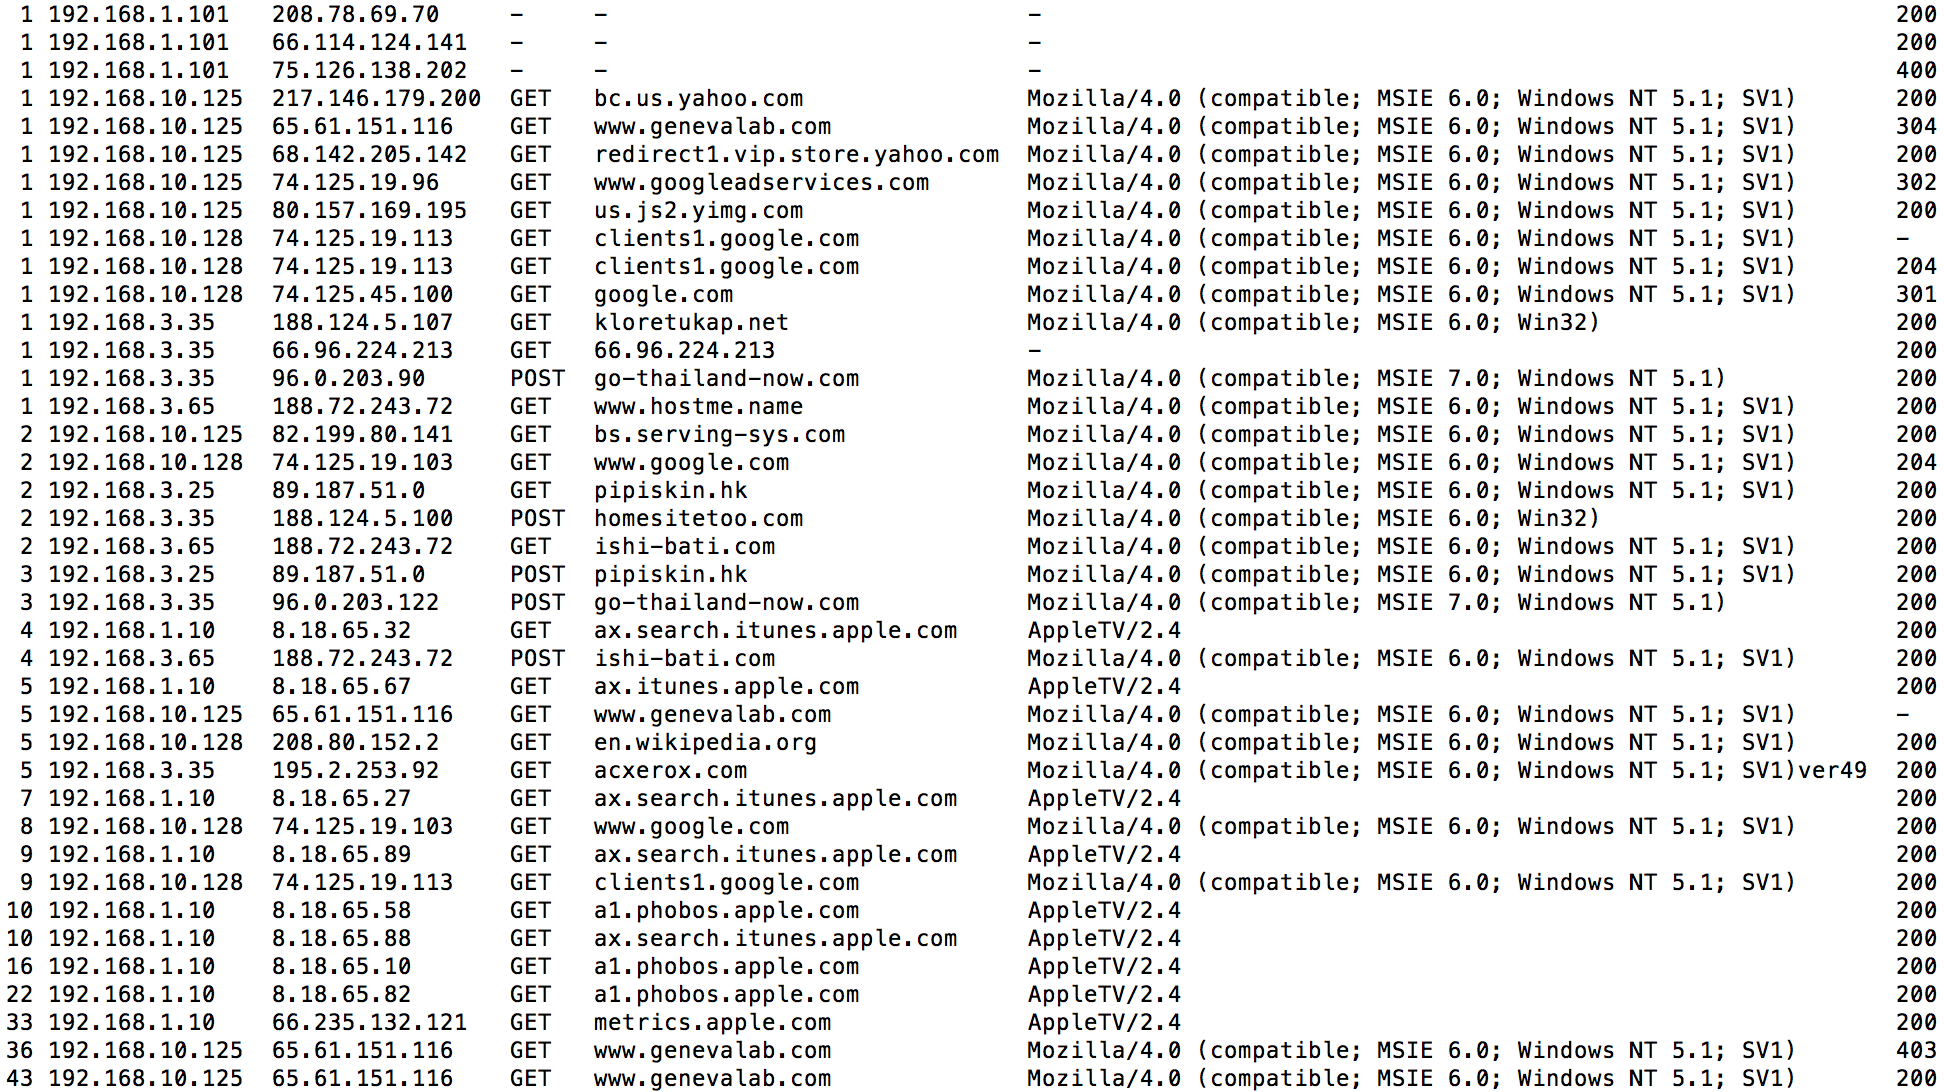 1 192.168.1.101 208.78.69.70 - - - 200
1 192.168.1.101 66.114.124.141 - - - 200
1 192.168.1.101 75.126.138.202 - - - 400
1 192.168.10.125 217.146.179.200 GET bc.us.yahoo.com Mozilla/4.0 (compatible; MSIE 6.0; Windows NT 5.1; SV1) 200
1 192.168.10.125 65.61.151.116 GET www.genevalab.com Mozilla/4.0 (compatible; MSIE 6.0; Windows NT 5.1; SV1) 304
1 192.168.10.125 68.142.205.142 GET redirect1.vip.store.yahoo.com Mozilla/4.0 (compatible; MSIE 6.0; Windows NT 5.1; SV1) 200
1 192.168.10.125 74.125.19.96 GET www.googleadservices.com Mozilla/4.0 (compatible; MSIE 6.0; Windows NT 5.1; SV1) 302
1 192.168.10.125 80.157.169.195 GET us.js2.yimg.com Mozilla/4.0 (compatible; MSIE 6.0; Windows NT 5.1; SV1) 200
1 192.168.10.128 74.125.19.113 GET clients1.google.com Mozilla/4.0 (compatible; MSIE 6.0; Windows NT 5.1; SV1) -
1 192.168.10.128 74.125.19.113 GET clients1.google.com Mozilla/4.0 (compatible; MSIE 6.0; Windows NT 5.1; SV1) 204
1 192.168.10.128 74.125.45.100 GET google.com Mozilla/4.0 (compatible; MSIE 6.0; Windows NT 5.1; SV1) 301
1 192.168.3.35 188.124.5.107 GET kloretukap.net Mozilla/4.0 (compatible; MSIE 6.0; Win32) 200
1 192.168.3.35 66.96.224.213 GET 66.96.224.213 - 200
1 192.168.3.35 96.0.203.90 POST go-thailand-now.com Mozilla/4.0 (compatible; MSIE 7.0; Windows NT 5.1) 200
1 192.168.3.65 188.72.243.72 GET www.hostme.name Mozilla/4.0 (compatible; MSIE 6.0; Windows NT 5.1; SV1) 200
2 192.168.10.125 82.199.80.141 GET bs.serving-sys.com Mozilla/4.0 (compatible; MSIE 6.0; Windows NT 5.1; SV1) 200
2 192.168.10.128 74.125.19.103 GET www.google.com Mozilla/4.0 (compatible; MSIE 6.0; Windows NT 5.1; SV1) 204
2 192.168.3.25 89.187.51.0 GET pipiskin.hk Mozilla/4.0 (compatible; MSIE 6.0; Windows NT 5.1; SV1) 200
2 192.168.3.35 188.124.5.100 POST homesitetoo.com Mozilla/4.0 (compatible; MSIE 6.0; Win32) 200
2 192.168.3.65 188.72.243.72 GET ishi-bati.com Mozilla/4.0 (compatible; MSIE 6.0; Windows NT 5.1; SV1) 200
3 192.168.3.25 89.187.51.0 POST pipiskin.hk Mozilla/4.0 (compatible; MSIE 6.0; Windows NT 5.1; SV1) 200
3 192.168.3.35 96.0.203.122 POST go-thailand-now.com Mozilla/4.0 (compatible; MSIE 7.0; Windows NT 5.1) 200
4 192.168.1.10 8.18.65.32 GET ax.search.itunes.apple.com AppleTV/2.4 200
4 192.168.3.65 188.72.243.72 POST ishi-bati.com Mozilla/4.0 (compatible; MSIE 6.0; Windows NT 5.1; SV1) 200
5 192.168.1.10 8.18.65.67 GET ax.itunes.apple.com AppleTV/2.4 200
5 192.168.10.125 65.61.151.116 GET www.genevalab.com Mozilla/4.0 (compatible; MSIE 6.0; Windows NT 5.1; SV1) -
5 192.168.10.128 208.80.152.2 GET en.wikipedia.org Mozilla/4.0 (compatible; MSIE 6.0; Windows NT 5.1; SV1) 200
5 192.168.3.35 195.2.253.92 GET acxerox.com Mozilla/4.0 (compatible; MSIE 6.0; Windows NT 5.1; SV1)ver49 200
7 192.168.1.10 8.18.65.27 GET ax.search.itunes.apple.com AppleTV/2.4 200
8 192.168.10.128 74.125.19.103 GET www.google.com Mozilla/4.0 (compatible; MSIE 6.0; Windows NT 5.1; SV1) 200
9 192.168.1.10 8.18.65.89 GET ax.search.itunes.apple.com AppleTV/2.4 200
9 192.168.10.128 74.125.19.113 GET clients1.google.com Mozilla/4.0 (compatible; MSIE 6.0; Windows NT 5.1; SV1) 200
10 192.168.1.10 8.18.65.58 GET a1.phobos.apple.com AppleTV/2.4 200
10 192.168.1.10 8.18.65.88 GET ax.search.itunes.apple.com AppleTV/2.4 200
16 192.168.1.10 8.18.65.10 GET a1.phobos.apple.com AppleTV/2.4 200
22 192.168.1.10 8.18.65.82 GET a1.phobos.apple.com AppleTV/2.4 200
33 192.168.1.10 66.235.132.121 GET metrics.apple.com AppleTV/2.4 200
36 192.168.10.125 65.61.151.116 GET www.genevalab.com Mozilla/4.0 (compatible; MSIE 6.0; Windows NT 5.1; SV1) 403
43 192.168.10.125 65.61.151.116 GET www.genevalab.com Mozilla/4.0 (compatible; MSIE 6.0; Windows NT 5.1; SV1) 200